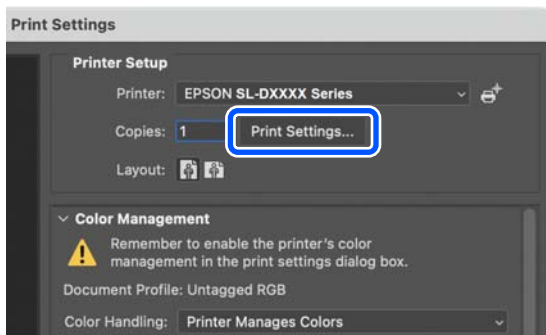 Print Settings
Printer Setup
Printer: EPSON SL-DXXXX Series
Copies: 1 Print Settings...
Layout:
Color Management
Remember to enable the printer's color
management in the print settings dialog box.
Document Profile: Untagged RGB
Color Handling: Printer Manages Colors